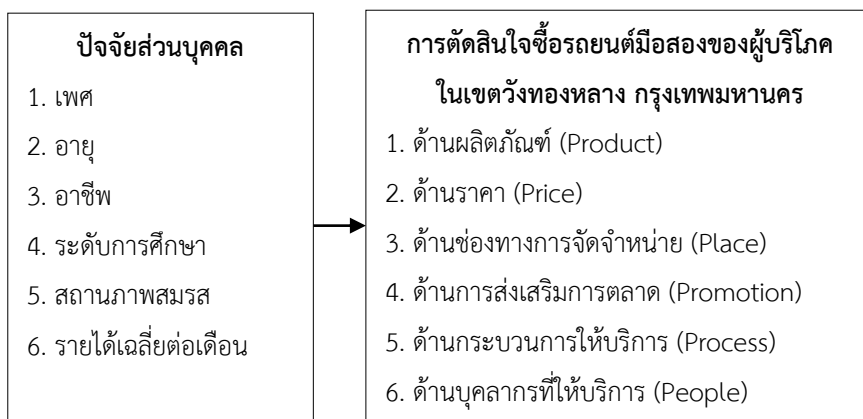 ปัจจัยส่วนบุคคล
1. เพศ
2. อายุ
3. อาชีพ
4. ระดับการศึกษา
5. สถานภาพสมรส
6. รายได้เฉลี่ยต่อเดือน
การตัดสินใจซื้อรถยนต์มือสองของผู้บริโภค
ในเขตวังทองหลาง กรุงเทพมหานคร
1. ด้านผลิตภัณฑ์ (Product)
2. ด้านราคา (Price)
3. ด้านช่องทางการจัดจำหน่าย (Place)
4. ด้านการส่งเสริมการตลาด (Promotion)
5. ด้านกระบวนการให้บริการ (Process)
6. ด้านบุคลากรที่ให้บริการ (People)